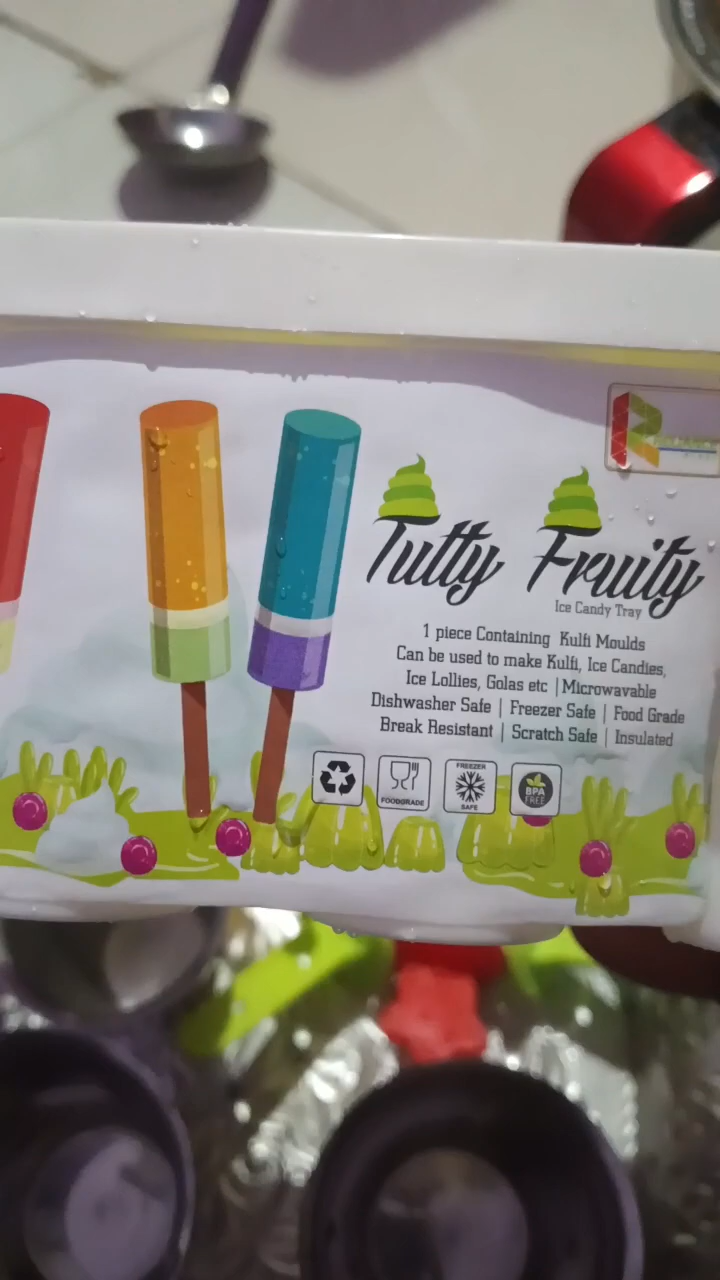 Tutty Fruity
Ice Candy Tray
1 piece Containing Kulfi Moulds
Can be used to make Kulfi, Ice Candies,
Ice Lollies, Golas etc | Microwavable
Dishwasher Safe | Freezer Safe | Food Grade
Break Resistant | Scratch Safe | Insulated
FOODGRADE
FREEZER
SAFE
BPA
FREE